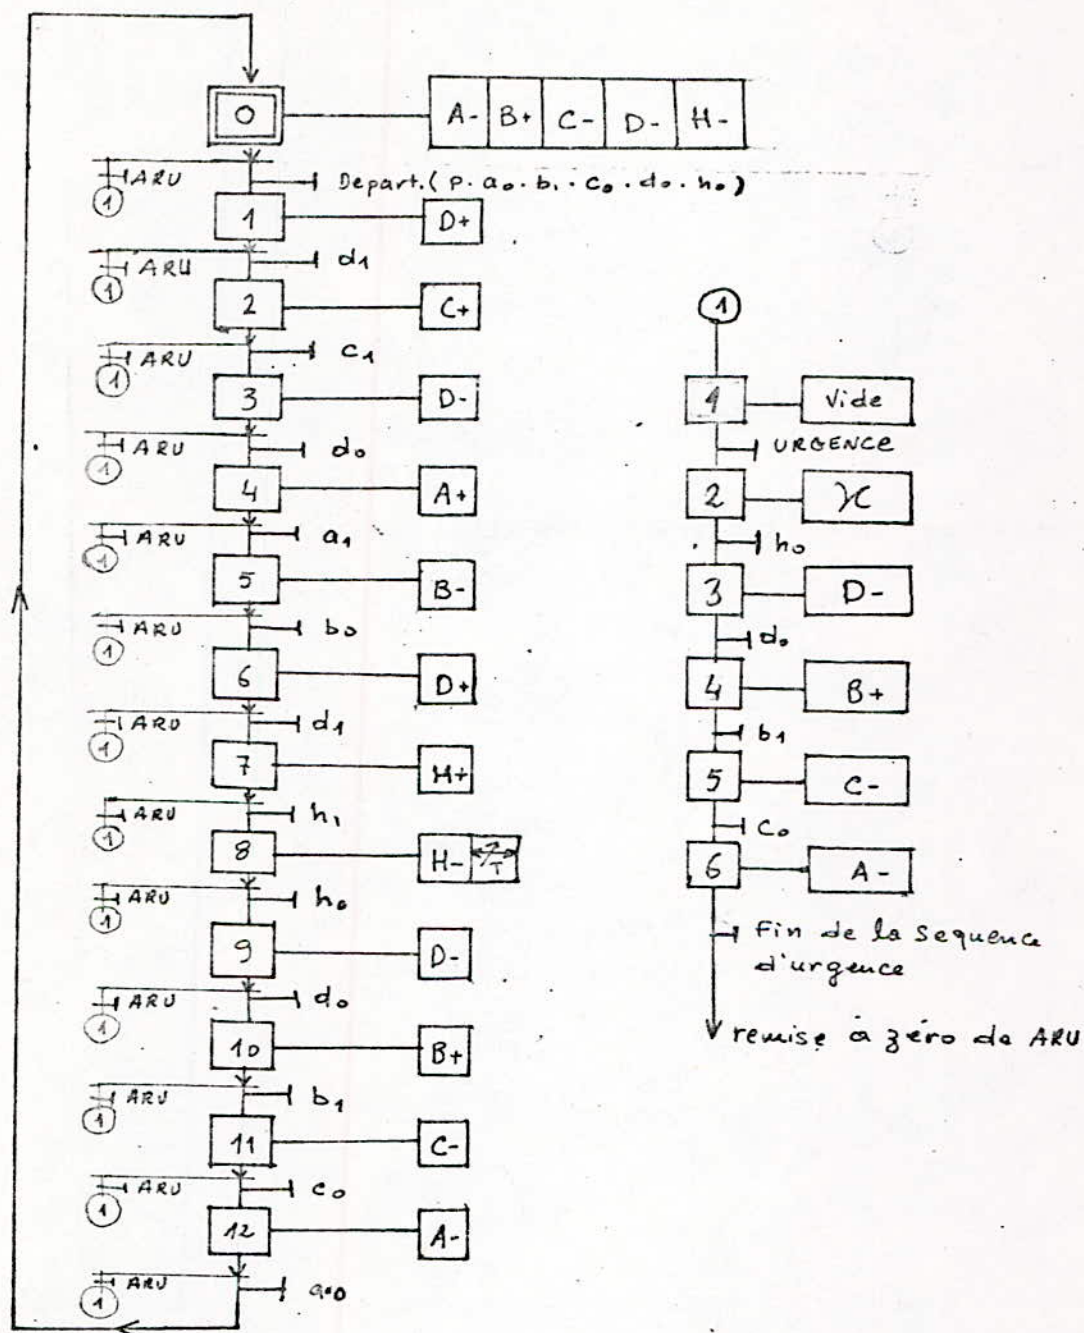 0 A- B+ C- D- H-
ARU Depart. ( p. a0. b1. c0. d0. h0 )
1
1 D+
ARU d1
1
2 C+
ARU c1
1
3 D-
ARU d0
1
4 A+
ARU a1
1
5 B-
ARU b0
1
6 D+
ARU d1
1
7 H+
ARU h1
1
8 H- T
ARU h0
1
9 D-
ARU d0
1
10 B+
ARU b1
1
11 C-
ARU c0
1
12 A-
ARU a0
1
1
1 Vide
URGENCE
2
h0
3 D-
d0
4 B+
b1
5 C-
c0
6 A-
Fin de la sequence
d'urgence
remise à zéro de ARU